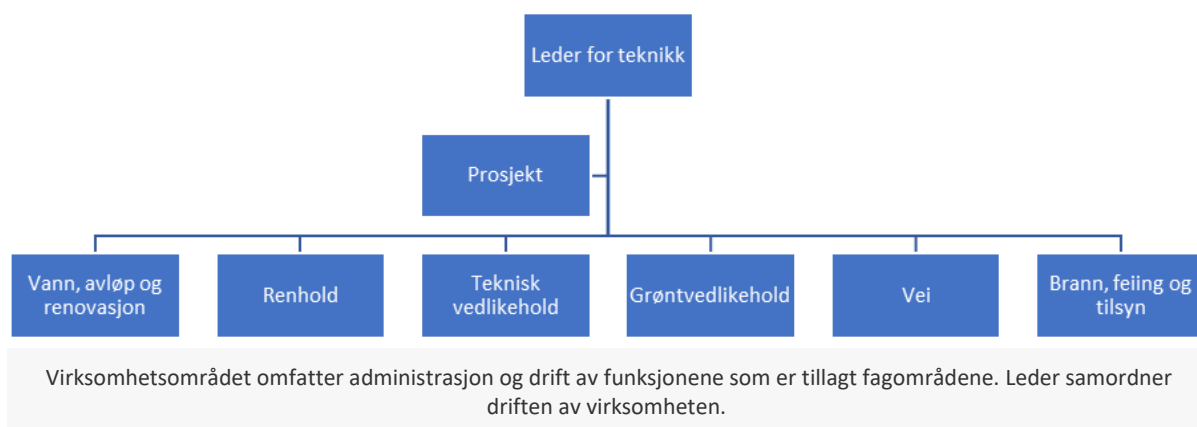 Leder for teknikk
Prosjekt
Vann, avløp og
renovasjon
Renhold
Teknisk
vedlikehold
Grøntvedlikehold
Vei
Brann, feiing og
tilsyn
Virksomhetsområdet omfatter administrasjon og drift av funksjonene som er tillagt fagområdene. Leder samordner
driften av virksomheten.